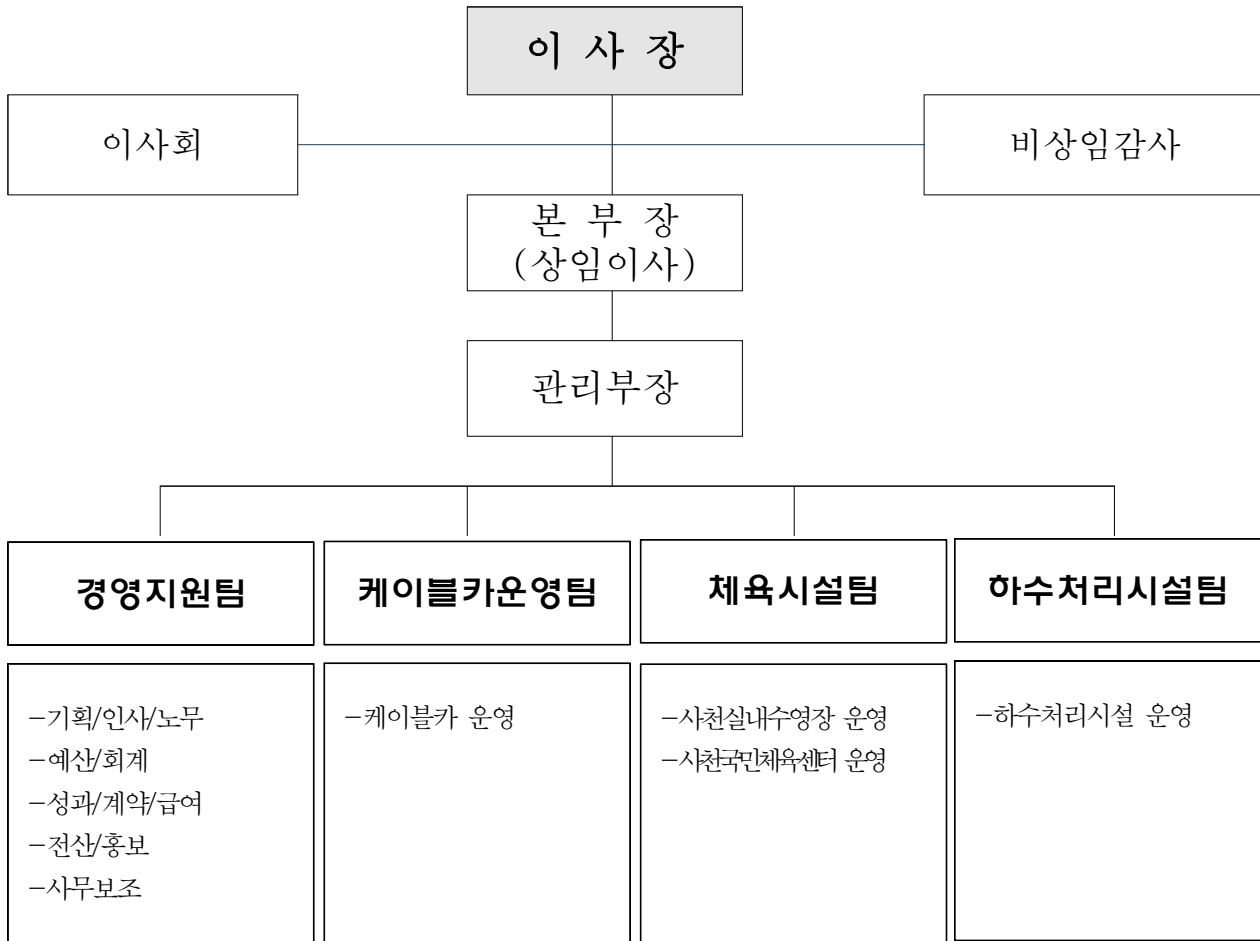 이 사 장
이사회
비상임감사
본 부 장
(상임이사)
관리부장
경영지원팀
케이블카운영팀
체육시설팀
하수처리시설팀
-기획/인사/노무
-예산/회계
-성과/계약/급여
-전산/홍보
-사무보조
-케이블카 운영
-사천실내수영장 운영
-사천국민체육센터 운영
-하수처리시설 운영